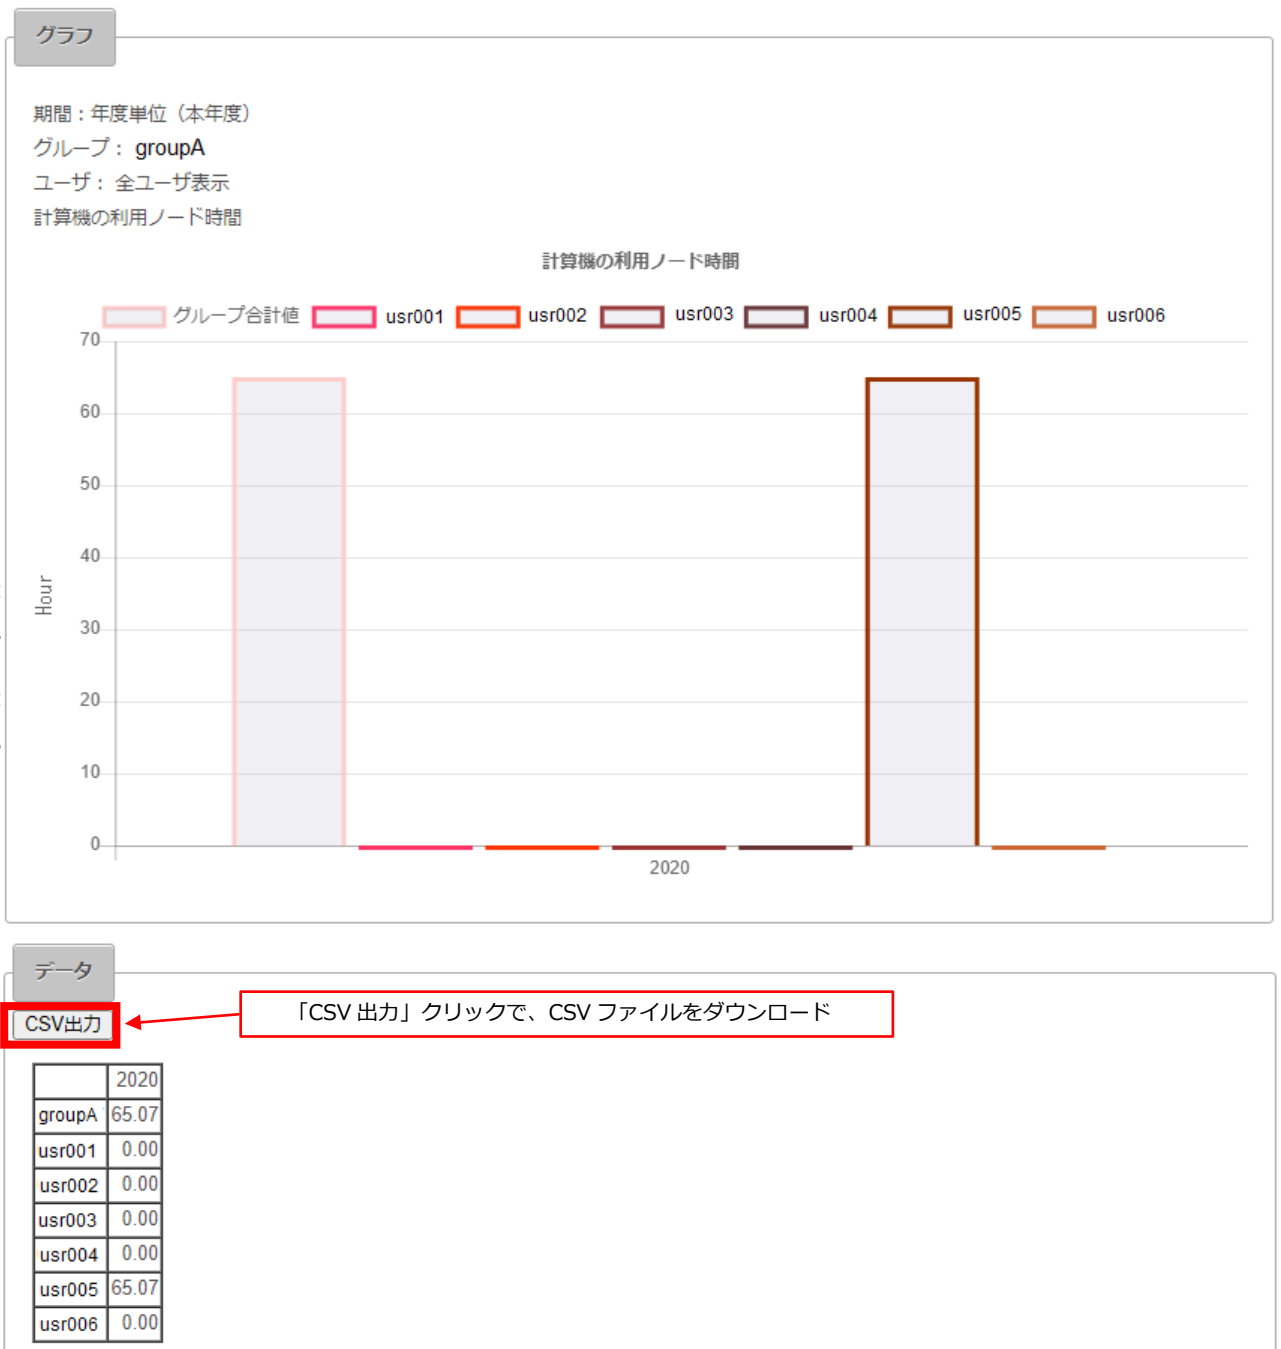 グラフ
期間：年度単位（本年度）
グループ： groupA
ユーザ： 全ユーザ表示
計算機の利用ノード時間
計算機の利用ノード時間
グループ合計値 usr001 usr002 usr003 usr004 usr005 usr006
70
60
50
40
30
20
10
0
Hour
2020
データ
CSV出力
「CSV 出力」クリックで、CSV ファイルをダウンロード
2020
groupA 65.07
usr001 0.00
usr002 0.00
usr003 0.00
usr004 0.00
usr005 65.07
usr006 0.00